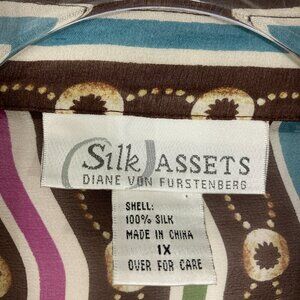 Silk ASSETS
DIANE VON FURSTENBERG
SHELL:
100% SILK
MADE IN CHINA
1X
OVER FOR CARE